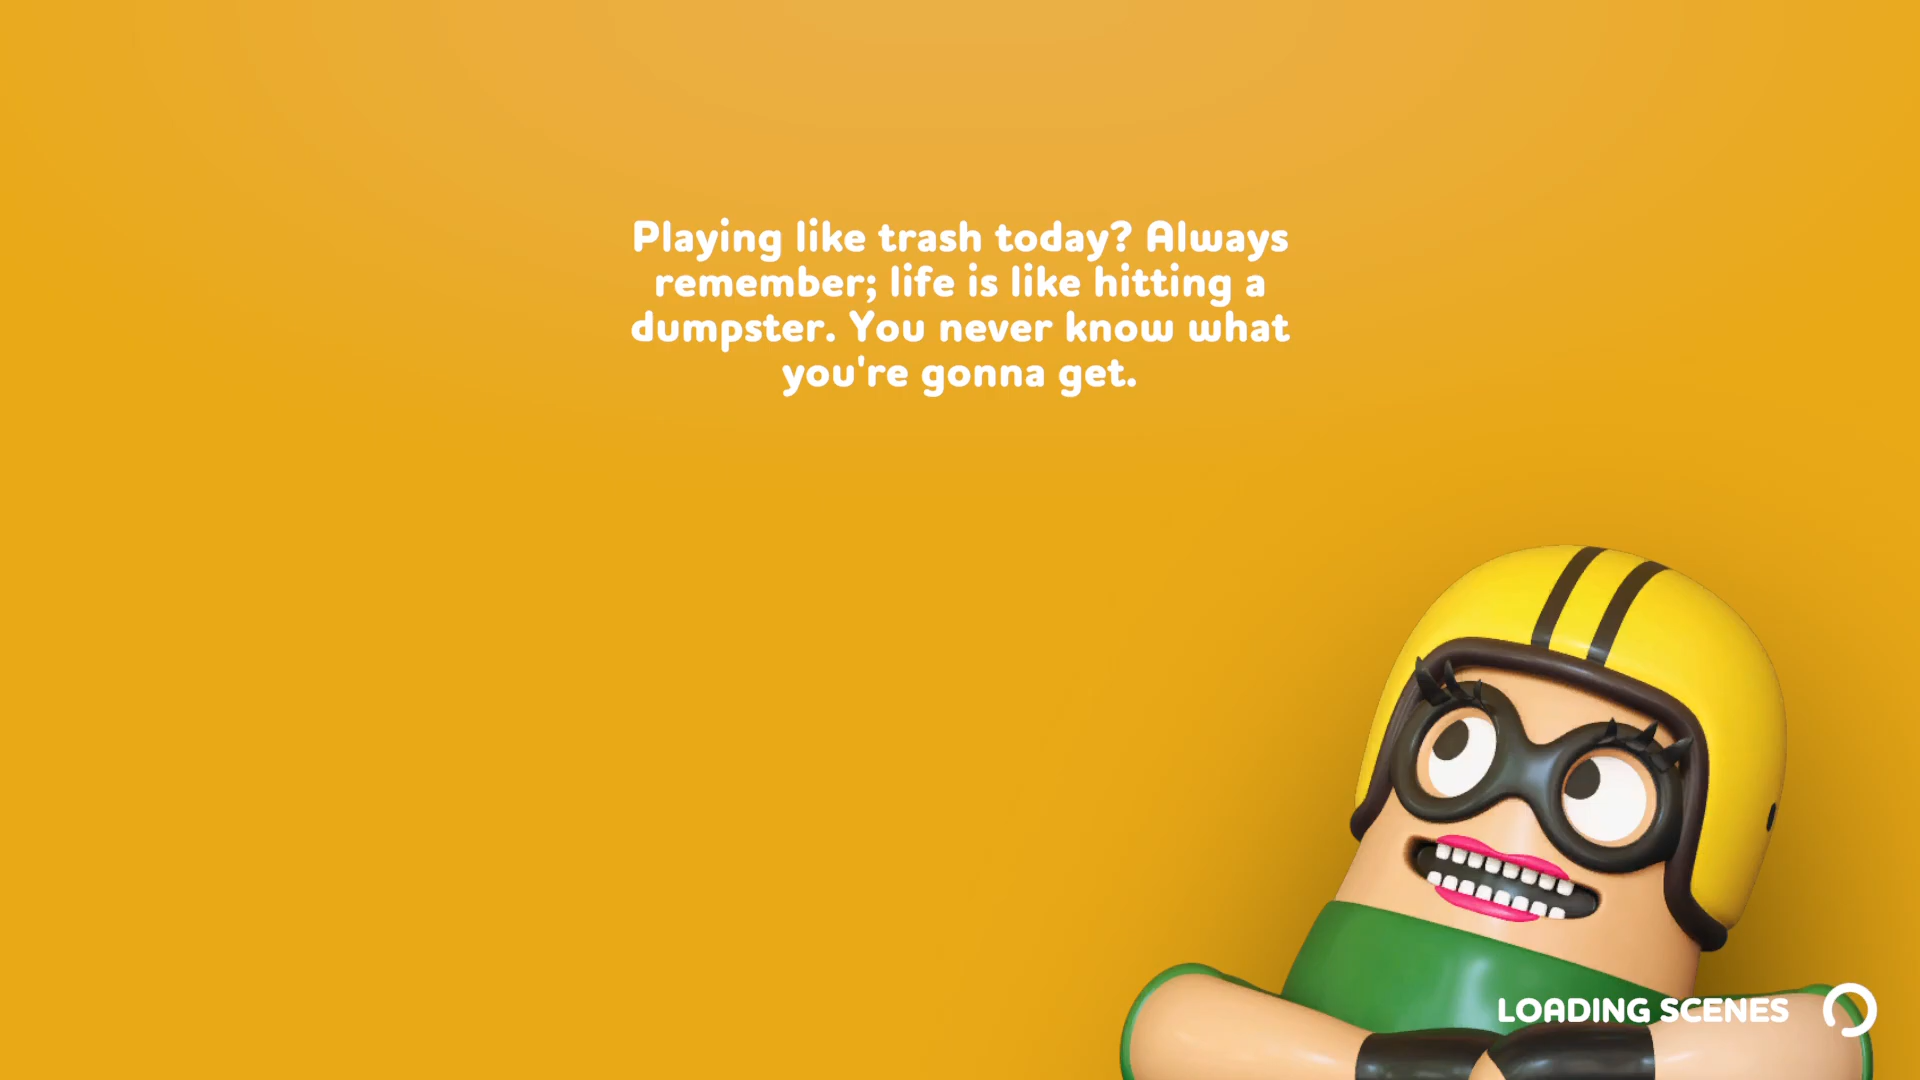 Playing like trash today? Always
remember; life is like hitting a
dumpster. You never know what
you're gonna get.
LOADING SCENES